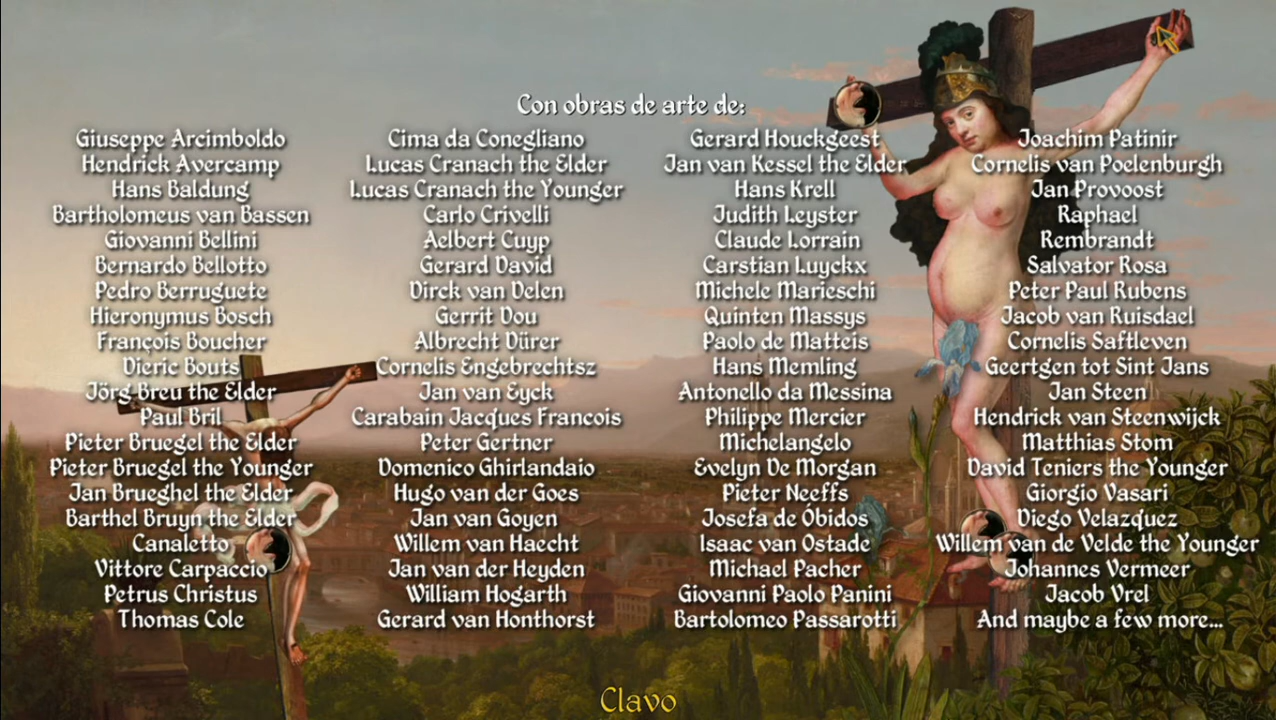 Con obras de arte de:
Giuseppe Arcimboldo
Hendrick Avercamp
Hans Baldung
Bartholomeus van Bassen
Giovanni Bellini
Bernardo Bellotto
Pedro Berruguete
Hieronymus Bosch
François Boucher
Dieric Bouts
Jörg Breu the Elder
Paul Bril
Pieter Bruegel the Elder
Pieter Bruegel the Younger
Jan Brueghel the Elder
Barthel Bruyn the Elder
Canaletto
Vittore Carpaccio
Petrus Christus
Thomas Cole
Cima da Conegliano
Lucas Cranach the Elder
Lucas Cranach the Younger
Carlo Crivelli
Aelbert Cuyp
Gerard David
Dirck van Delen
Gerrit Dou
Albrecht Dürer
Cornelis Engebrechtsz
Jan van Eyck
Carabain Jacques Francois
Peter Gertner
Domenico Ghirlandaio
Hugo van der Goes
Jan van Goyen
Willem van Haecht
Jan van der Heyden
William Hogarth
Gerard van Honthorst
Gerard Houckgeest
Jan van Kessel the Elder
Hans Krell
Judith Leyster
Claude Lorrain
Carstian Luyckx
Michele Marieschi
Quinten Massys
Paolo de Matteis
Hans Memling
Antonello da Messina
Philippe Mercier
Michelangelo
Evelyn De Morgan
Pieter Neeffs
Josefa de Óbidos
Isaac van Ostade
Michael Pacher
Giovanni Paolo Panini
Bartolomeo Passarotti
Joachim Patinir
Cornelis van Poelenburgh
Jan Provoost
Raphael
Rembrandt
Salvator Rosa
Peter Paul Rubens
Jacob van Ruisdael
Cornelis Saftleven
Geertgen tot Sint Jans
Jan Steen
Hendrick van Steenwijck
Matthias Stom
David Teniers the Younger
Giorgio Vasari
Diego Velazquez
Willem van de Velde the Younger
Johannes Vermeer
Jacob Vrel
And maybe a few more...
Clavo